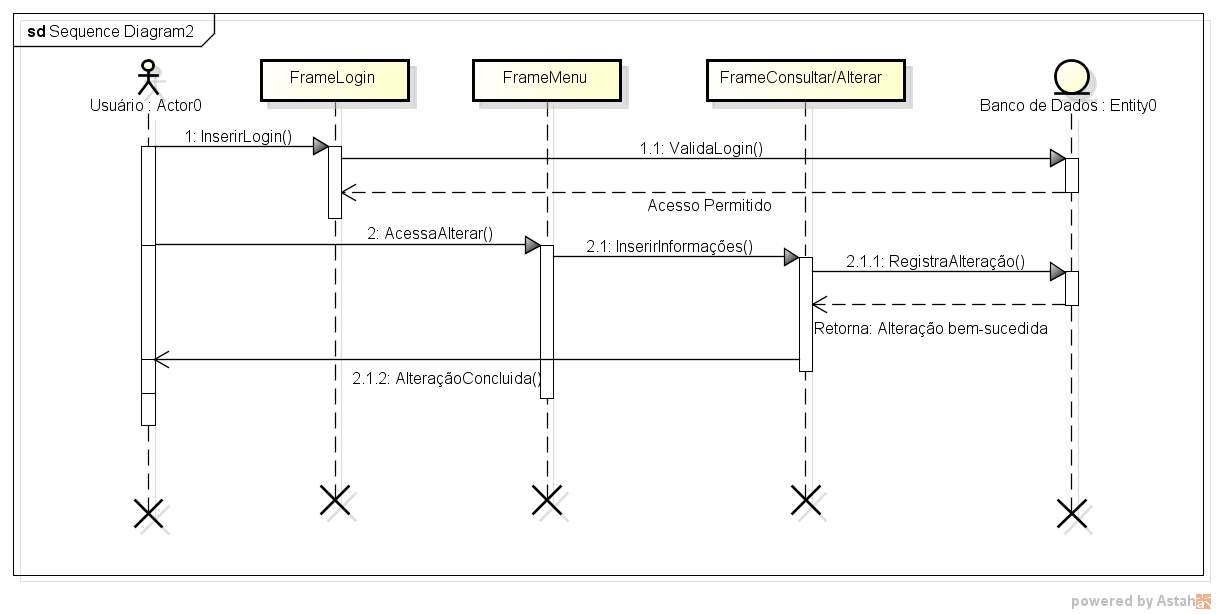 sd Sequence Diagram2
Usuário : Actor0
FrameLogin
FrameMenu
FrameConsultar/Alterar
Banco de Dados : Entity0
1: InserirLogin()
1.1: ValidaLogin()
Acesso Permitido
2: AcessaAlterar()
2.1: InserirInformações()
2.1.1: RegistraAlteração()
Retorna: Alteração bem-sucedida
2.1.2: AlteraçãoConcluida()
powered by Astah